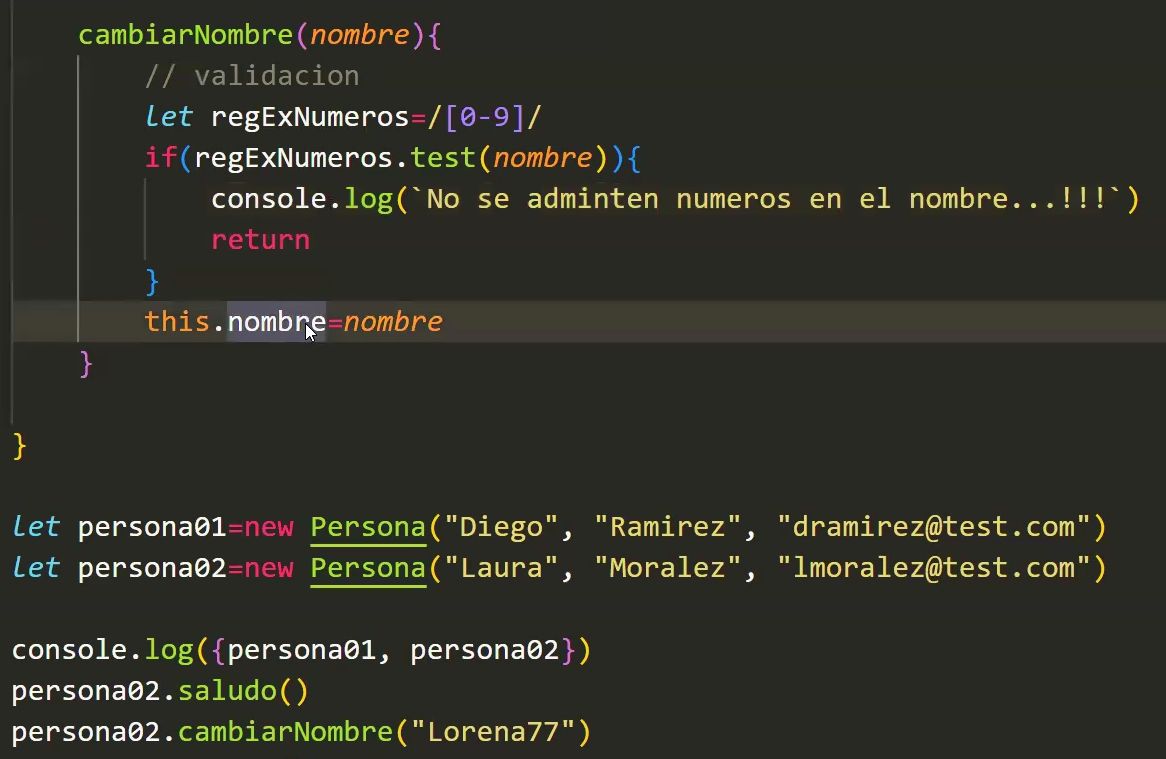 cambiarNombre(nombre){
// validacion
let regExNumeros=/[0-9]/
if(regExNumeros.test(nombre)){
console.log(`No se adminten numeros en el nombre...!!!`)
return
}
this.nombre=nombre
}
}
let persona01=new Persona("Diego", "Ramirez", "dramirez@test.com")
let persona02=new Persona("Laura", "Moralez", "lmoralez@test.com")
console.log({persona01, persona02})
persona02.saludo()
persona02.cambiarNombre("Lorena77")